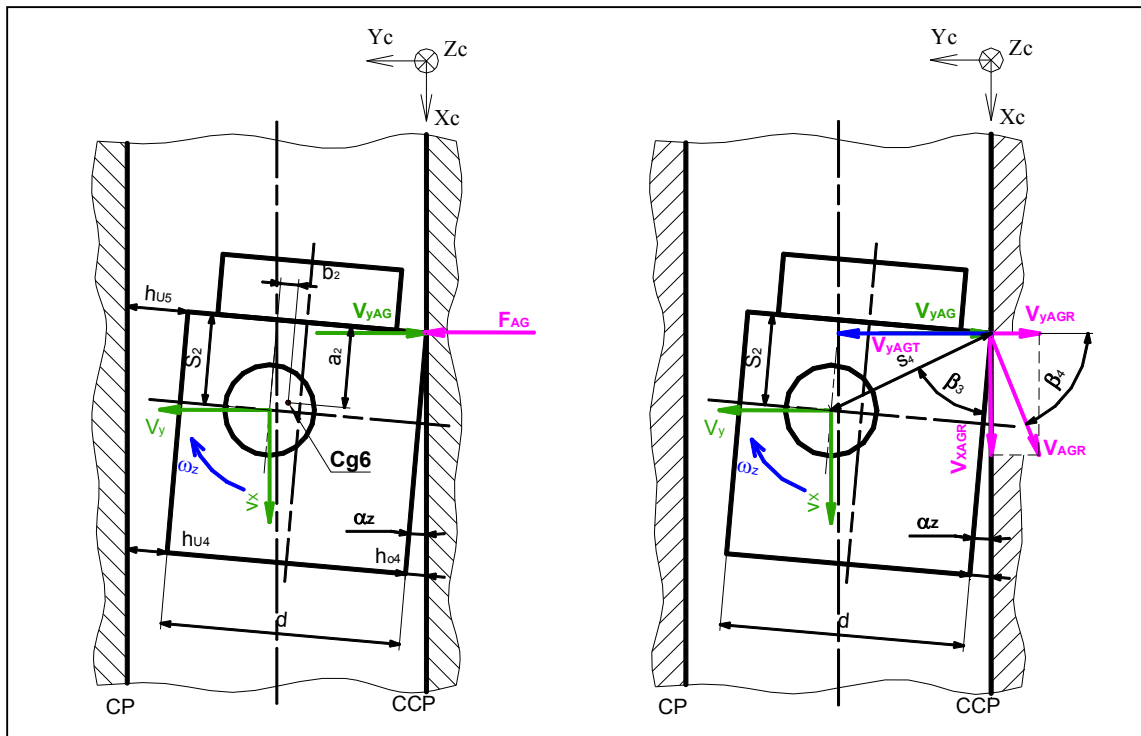 Yc
Zc
Xc
b₂
hU5
VyAG
FAG
S₂
a₂
Vy
Cg6
ωz
Vx
αz
hU4
ho4
d
CP
CCP
Yc
Zc
Xc
VyAG
VyAGR
VyAGT
S₂
S₄
β₃
β₄
Vy
VXAGR
VAGR
ωz
Vx
αz
d
CP
CCP